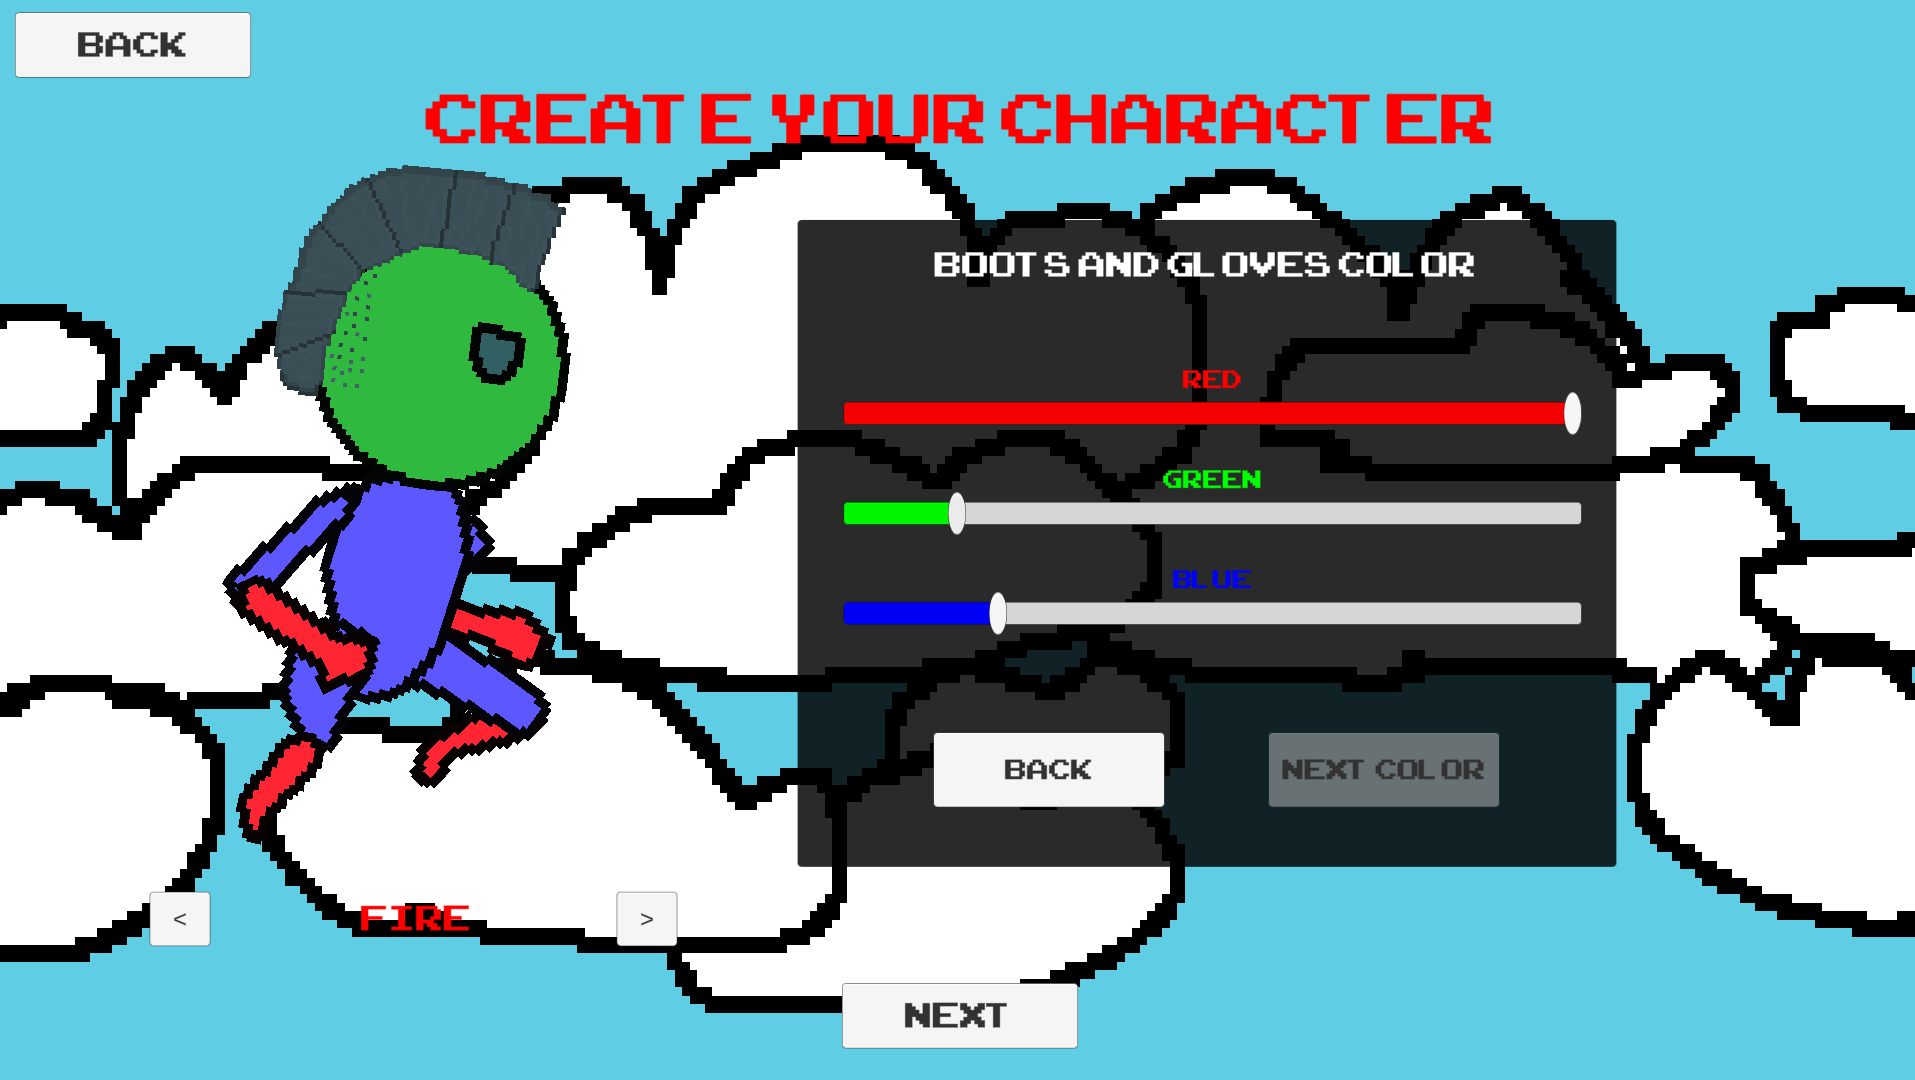 BACK
CREATE YOUR CHARACTER
BOOTS AND GLOVES COLOR
RED
GREEN
BLUE
BACK
NEXT COLOR
<
FIRE
>
NEXT